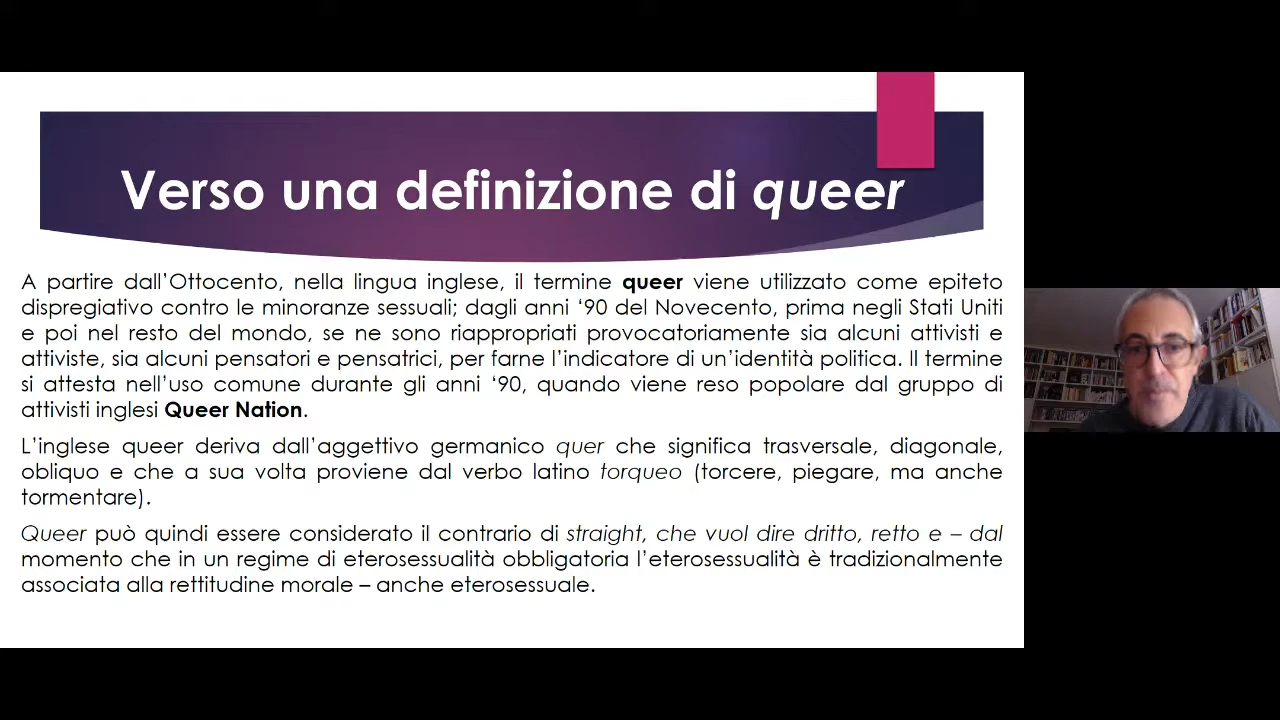 Verso una definizione di queer
A partire dall’Ottocento, nella lingua inglese, il termine queer viene utilizzato come epiteto
dispregiativo contro le minoranze sessuali; dagli anni ‘90 del Novecento, prima negli Stati Uniti
e poi nel resto del mondo, se ne sono riappropriati provocatoriamente sia alcuni attivisti e
attiviste, sia alcuni pensatori e pensatrici, per farne l’indicatore di un’identità politica. Il termine
si attesta nell’uso comune durante gli anni ‘90, quando viene reso popolare dal gruppo di
attivisti inglesi Queer Nation.
L’inglese queer deriva dall’aggettivo germanico quer che significa trasversale, diagonale,
obliquo e che a sua volta proviene dal verbo latino torqueo (torcere, piegare, ma anche
tormentare).
Queer può quindi essere considerato il contrario di straight, che vuol dire dritto, retto e – dal
momento che in un regime di eterosessualità obbligatoria l’eterosessualità è tradizionalmente
associata alla rettitudine morale – anche eterosessuale.